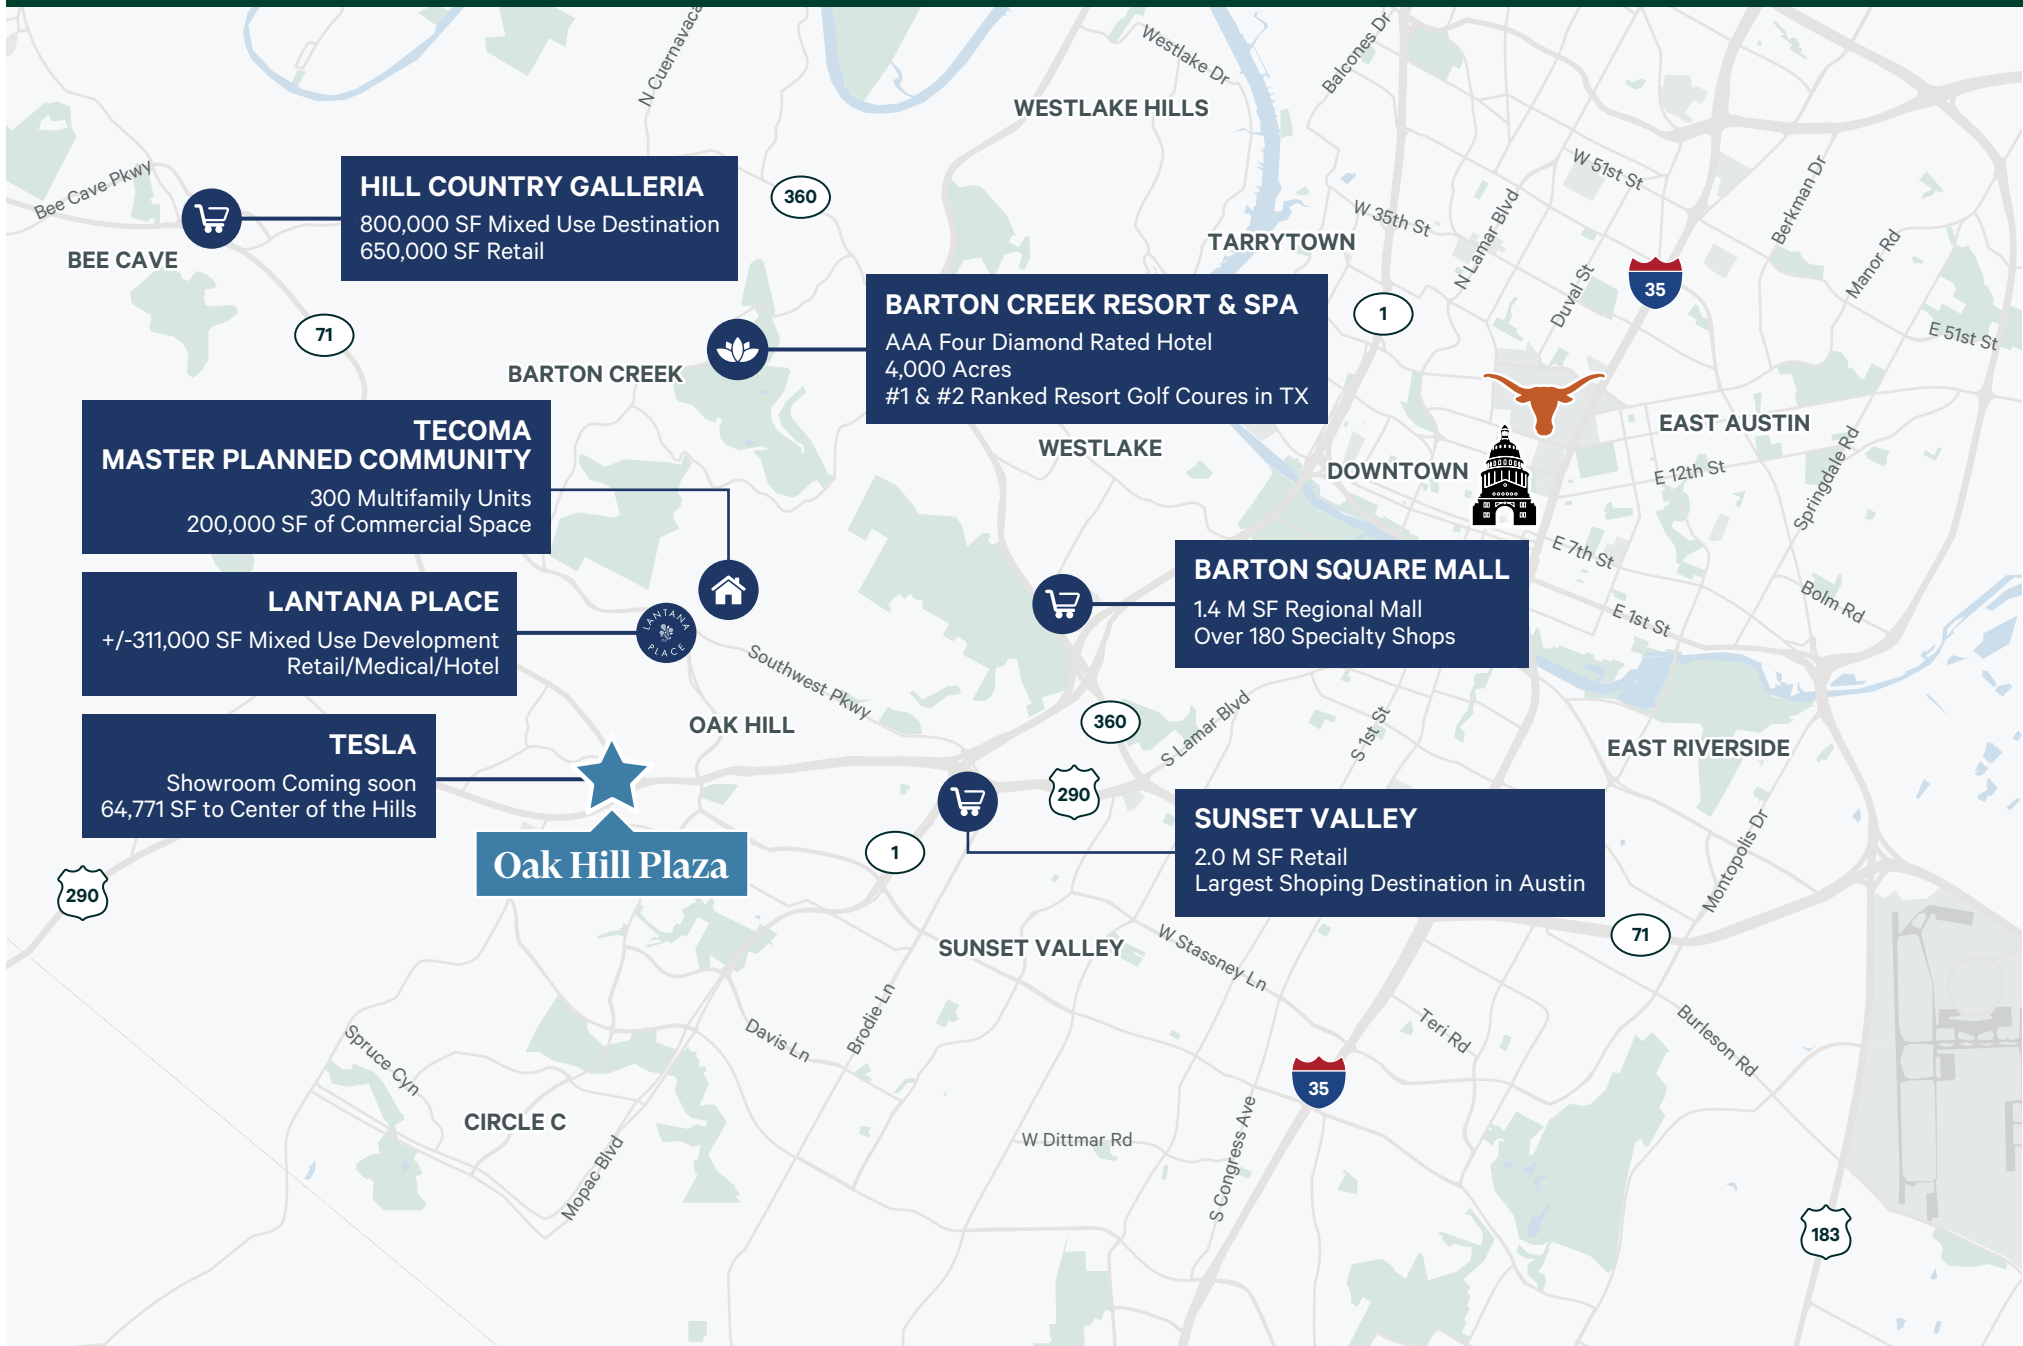 N Cuernavaca
Westlake Dr
Balcones Dr
WESTLAKE HILLS
Bee Cave Pkwy
HILL COUNTRY GALLERIA
800,000 SF Mixed Use Destination
650,000 SF Retail
360
W 51st St
Berkman Dr
W 35th St
N Lamar Blvd
TARRYTOWN
BEE CAVE
Manor Rd
Duval St
35
E 51st St
71
BARTON CREEK RESORT & SPA
AAA Four Diamond Rated Hotel
4,000 Acres
#1 & #2 Ranked Resort Golf Coures in TX
1
BARTON CREEK
TECOMA
MASTER PLANNED COMMUNITY
300 Multifamily Units
200,000 SF of Commercial Space
WESTLAKE
DOWNTOWN
EAST AUSTIN
E 12th St
Springdale Rd
E 7th St
BARTON SQUARE MALL
1.4 M SF Regional Mall
Over 180 Specialty Shops
Bolm Rd
E 1st St
LANTANA PLACE
+/-311,000 SF Mixed Use Development
Retail/Medical/Hotel
LANTANA
PLACE
Southwest Pkwy
OAK HILL
360
S Lamar Blvd
S 1st St
EAST RIVERSIDE
TESLA
Showroom Coming soon
64,771 SF to Center of the Hills
290
SUNSET VALLEY
2.0 M SF Retail
Largest Shoping Destination in Austin
Montopolis Dr
Oak Hill Plaza
1
290
71
SUNSET VALLEY
W Stassney Ln
Brodie Ln
Davis Ln
Teri Rd
Burleson Rd
Spruce Cyn
35
CIRCLE C
Mopac Blvd
W Dittmar Rd
S Congress Ave
183